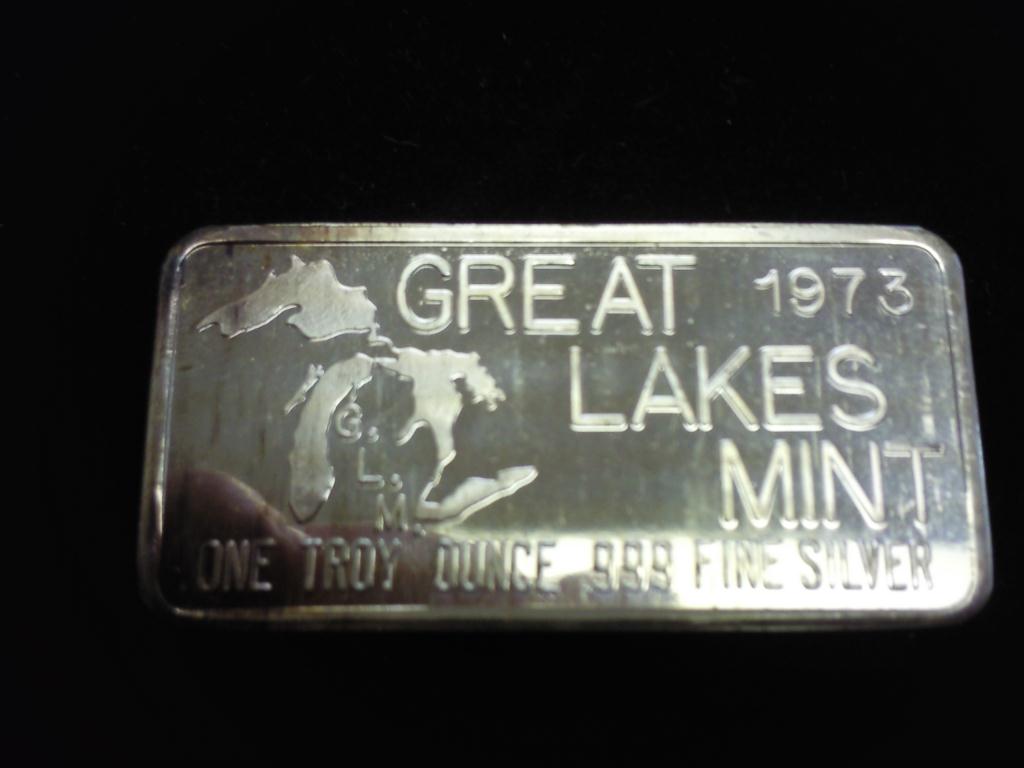 GREAT 1973
LAKES
MINT
G.
L.
M.
ONE TROY OUNCE .999 FINE SILVER